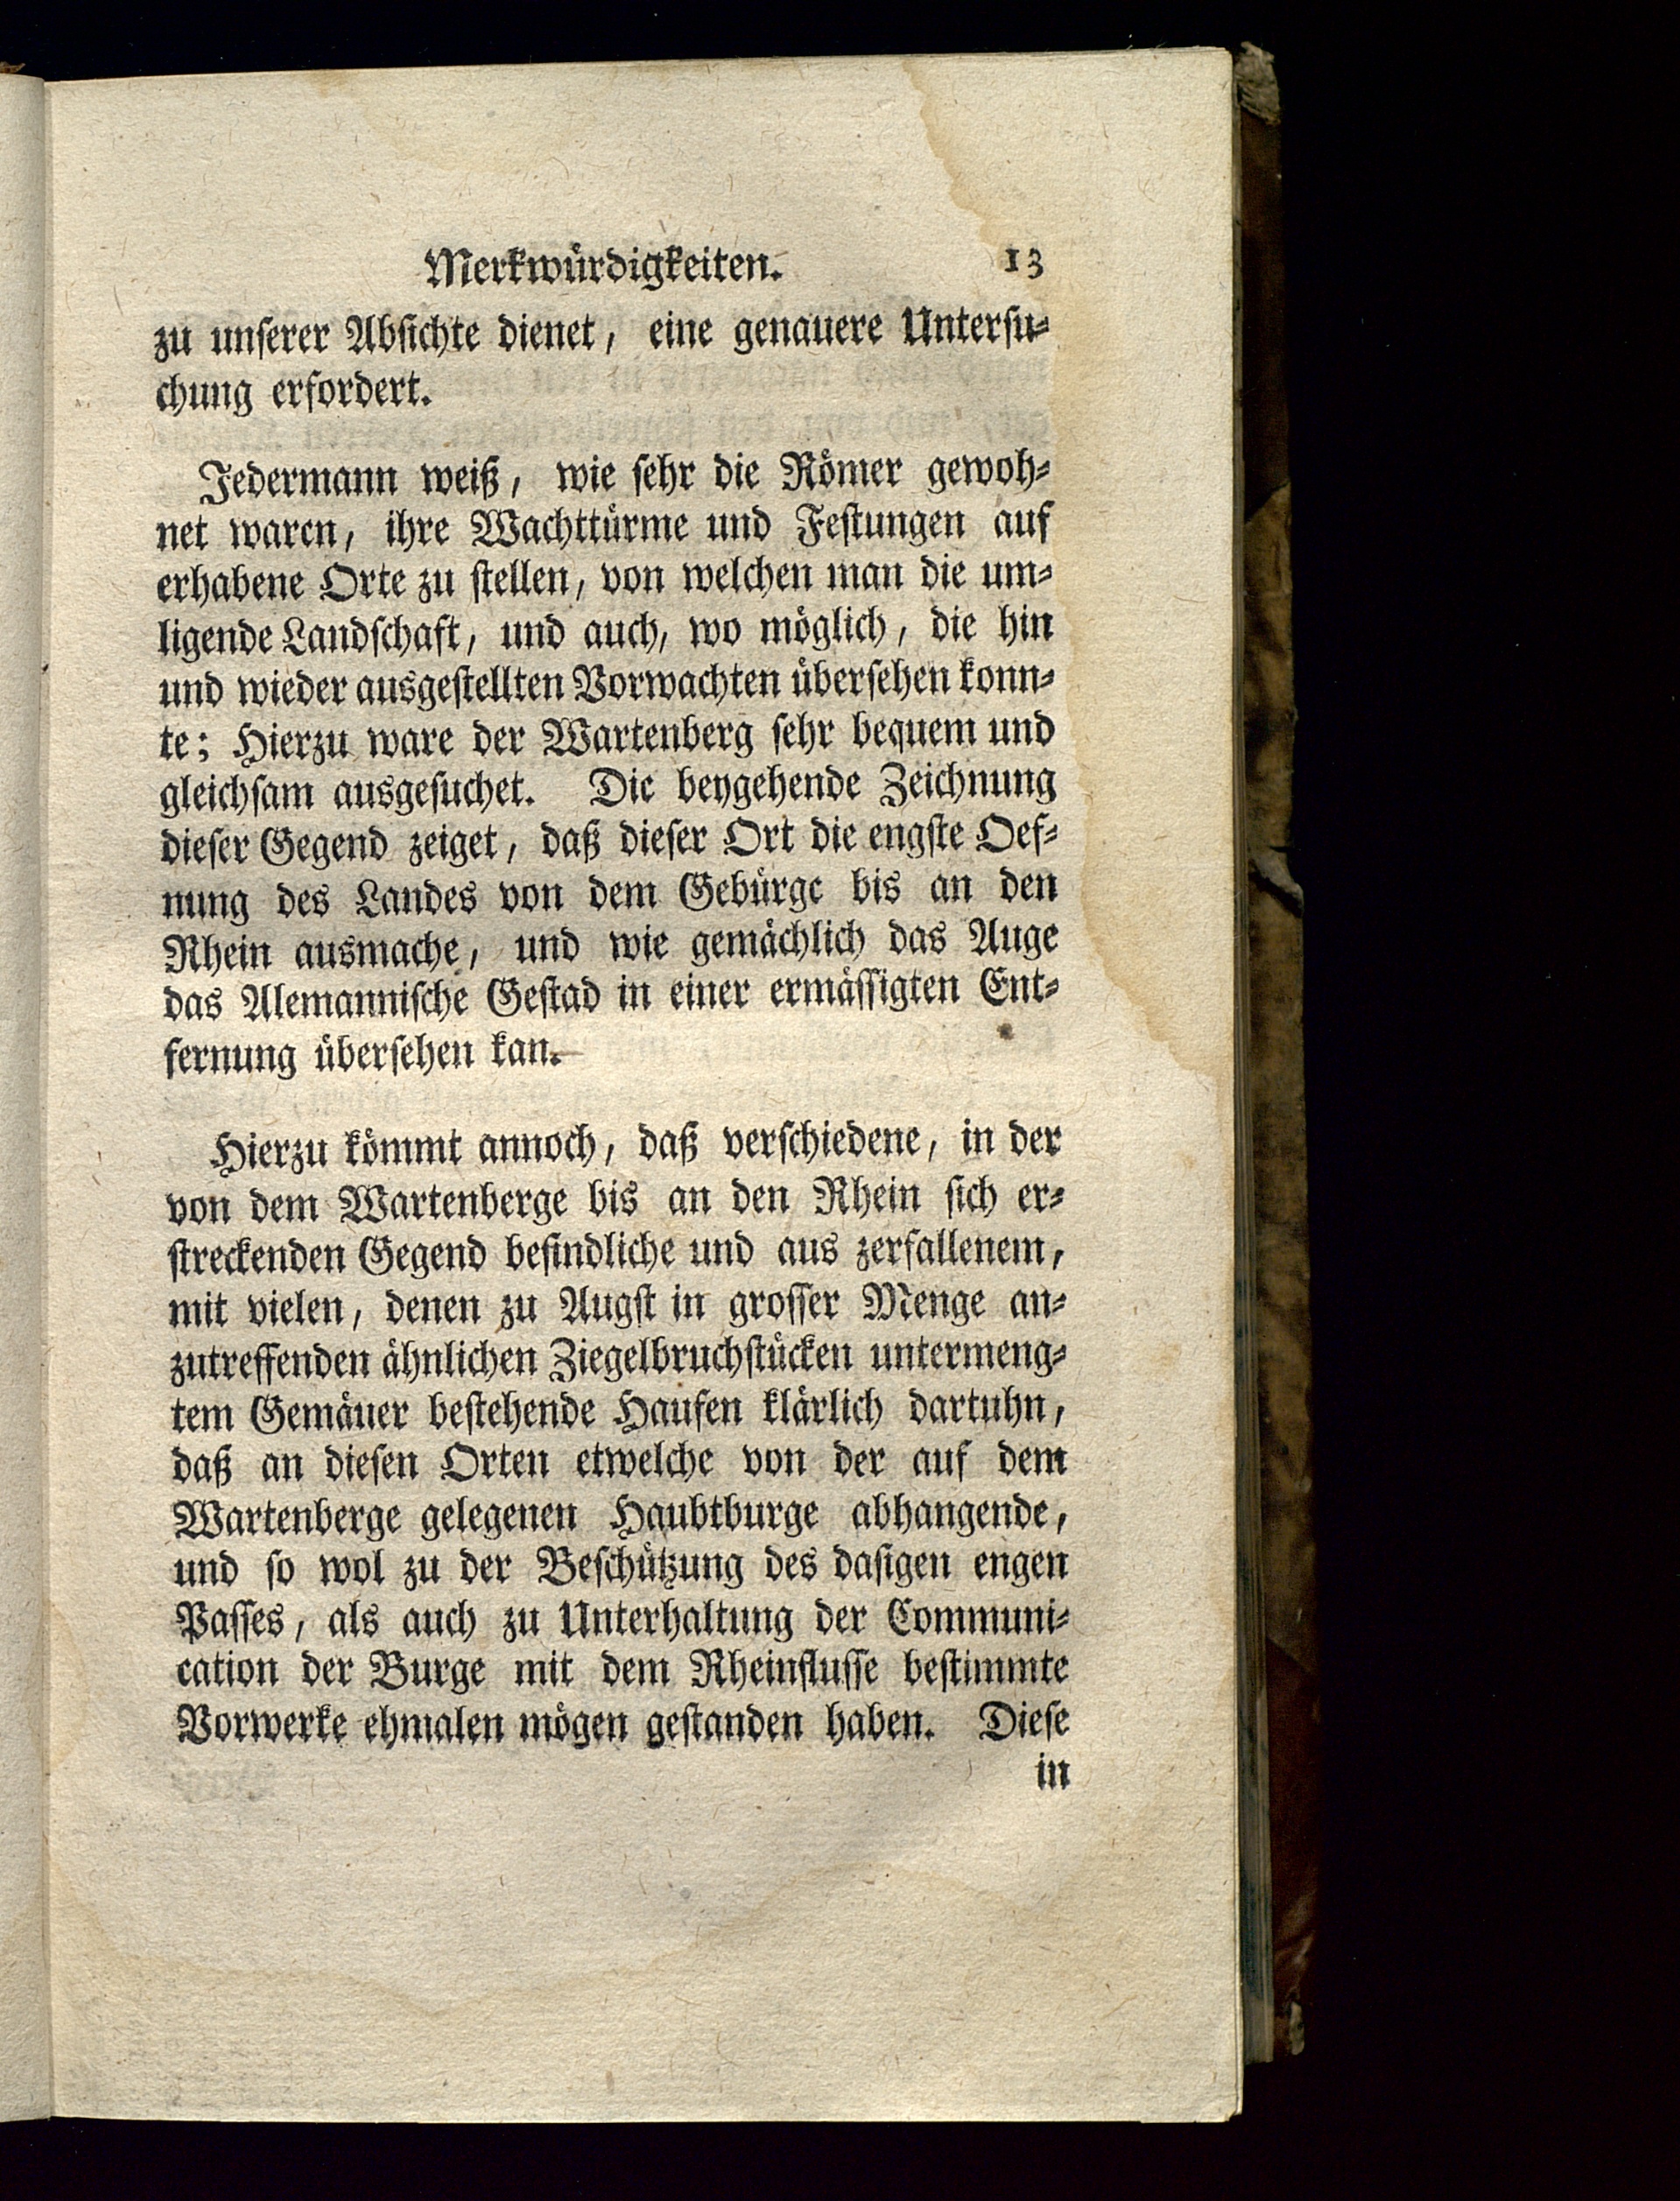 Merkwürdigkeiten. 13
zu unserer Absichte dienet, eine genauere Untersu-
chung erfordert.
Jedermann weiß, wie sehr die Römer gewoh-
net waren, ihre Wachttürme und Festungen auf
erhabene Orte zu stellen, von welchen man die um-
ligende Landschaft, und auch, wo möglich, die hin
und wieder ausgestellten Vorwachten übersehen konn-
te; Hierzu ware der Wartenberg sehr bequem und
gleichsam ausgesuchet. Die beygehende Zeichnung
dieser Gegend zeiget, daß dieser Ort die engste Oef-
nung des Landes von dem Gebürge bis an den
Rhein ausmache, und wie gemächlich das Auge
das Alemannische Gestad in einer ermässigten Ent-
fernung übersehen kan.
Hierzu kömmt annoch, daß verschiedene, in der
von dem Wartenberge bis an den Rhein sich er-
streckenden Gegend befindliche und aus zerfallenem,
mit vielen, denen zu Augst in grosser Menge an-
zutreffenden ähnlichen Ziegelbruchstücken untermeng-
tem Gemäuer bestehende Haufen klärlich dartuhn,
daß an diesen Orten etwelche von der auf dem
Wartenberge gelegenen Haubtburge abhangende,
und so wol zu der Beschützung des dasigen engen
Passes, als auch zu Unterhaltung der Communi-
cation der Burge mit dem Rheinflusse bestimmte
Vorwerke ehmalen mögen gestanden haben. Diese
in